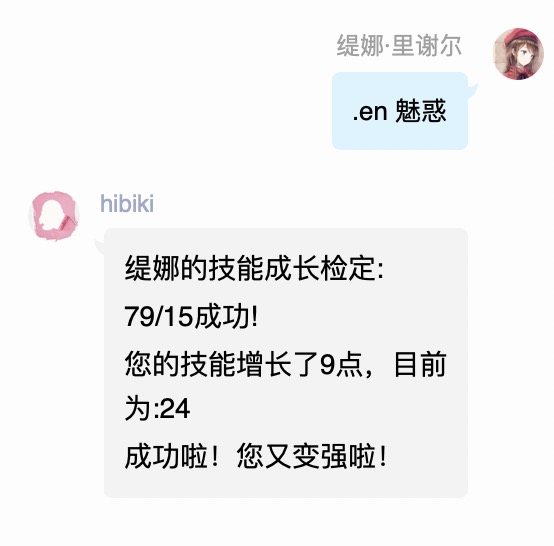 缇娜·里谢尔
.en 魅惑
hibiki
缇娜的技能成长检定:
79/15成功!
您的技能增长了9点，目前
为:24
成功啦！您又变强啦！